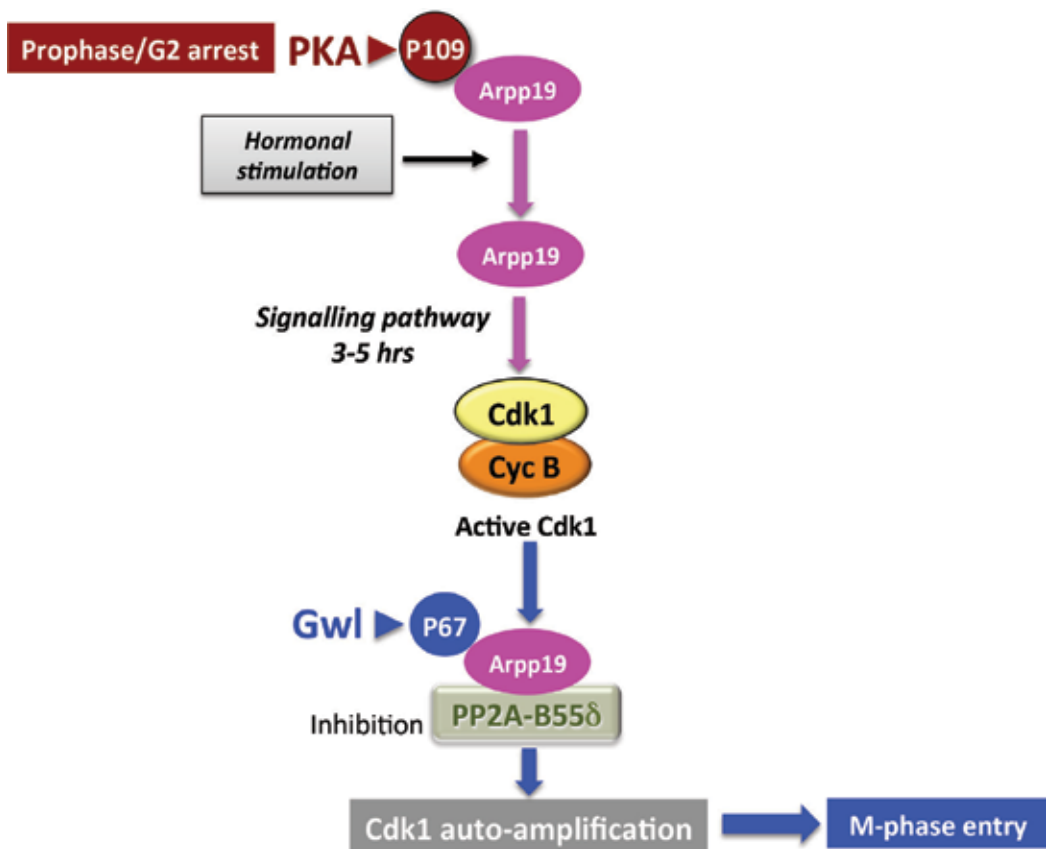 Prophase/G2 arrest PKA P109
Arpp19
Hormonal
stimulation
Arpp19
Signalling pathway
3-5 hrs
Cdk1
Cyc B
Active Cdk1
Gwl P67
Arpp19
PP2A-B55δ
Inhibition
Cdk1 auto-amplification
M-phase entry